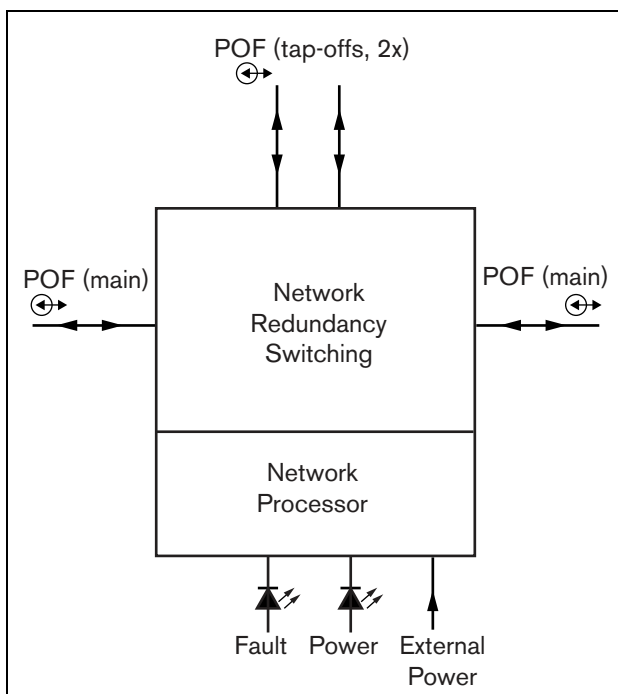 POF (tap-offs, 2x)
POF (main)
POF (main)
Network
Redundancy
Switching
Network
Processor
Fault
Power
External
Power